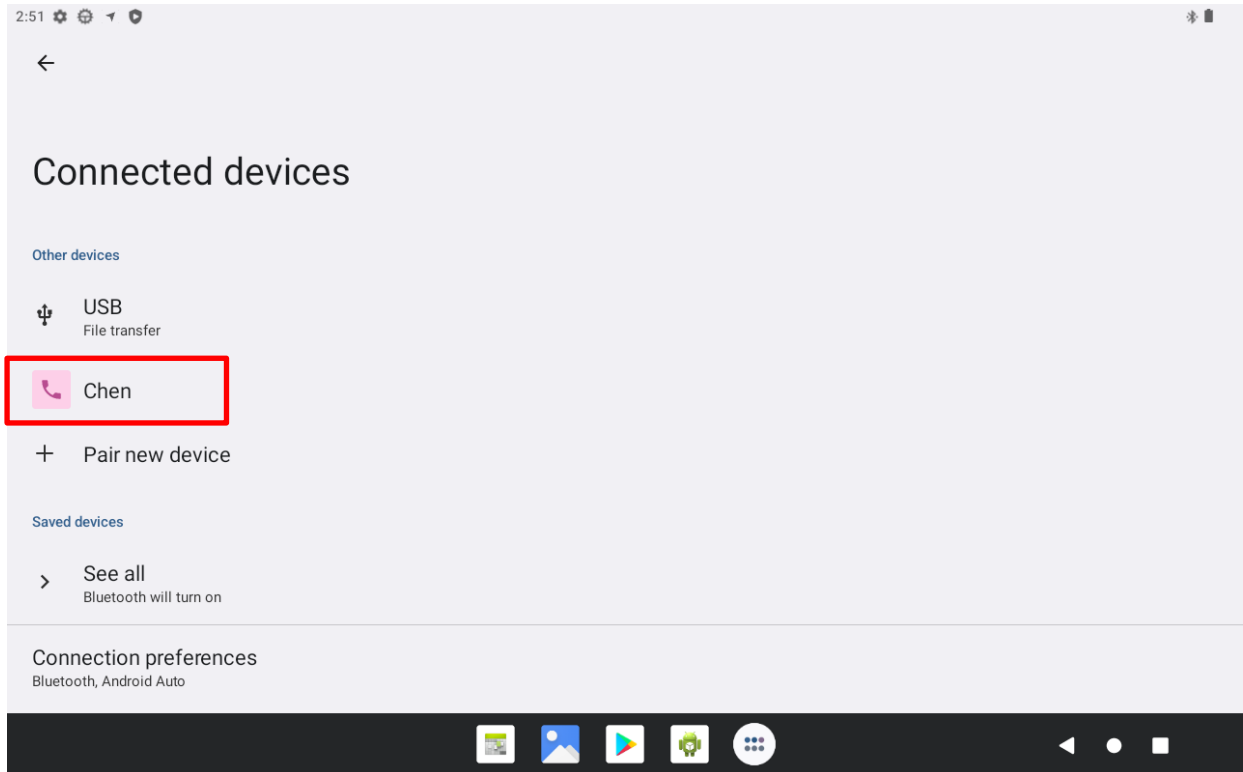 2:51
Connected devices
Other devices
USB
File transfer
Chen
Pair new device
Saved devices
See all
Bluetooth will turn on
Connection preferences
Bluetooth, Android Auto